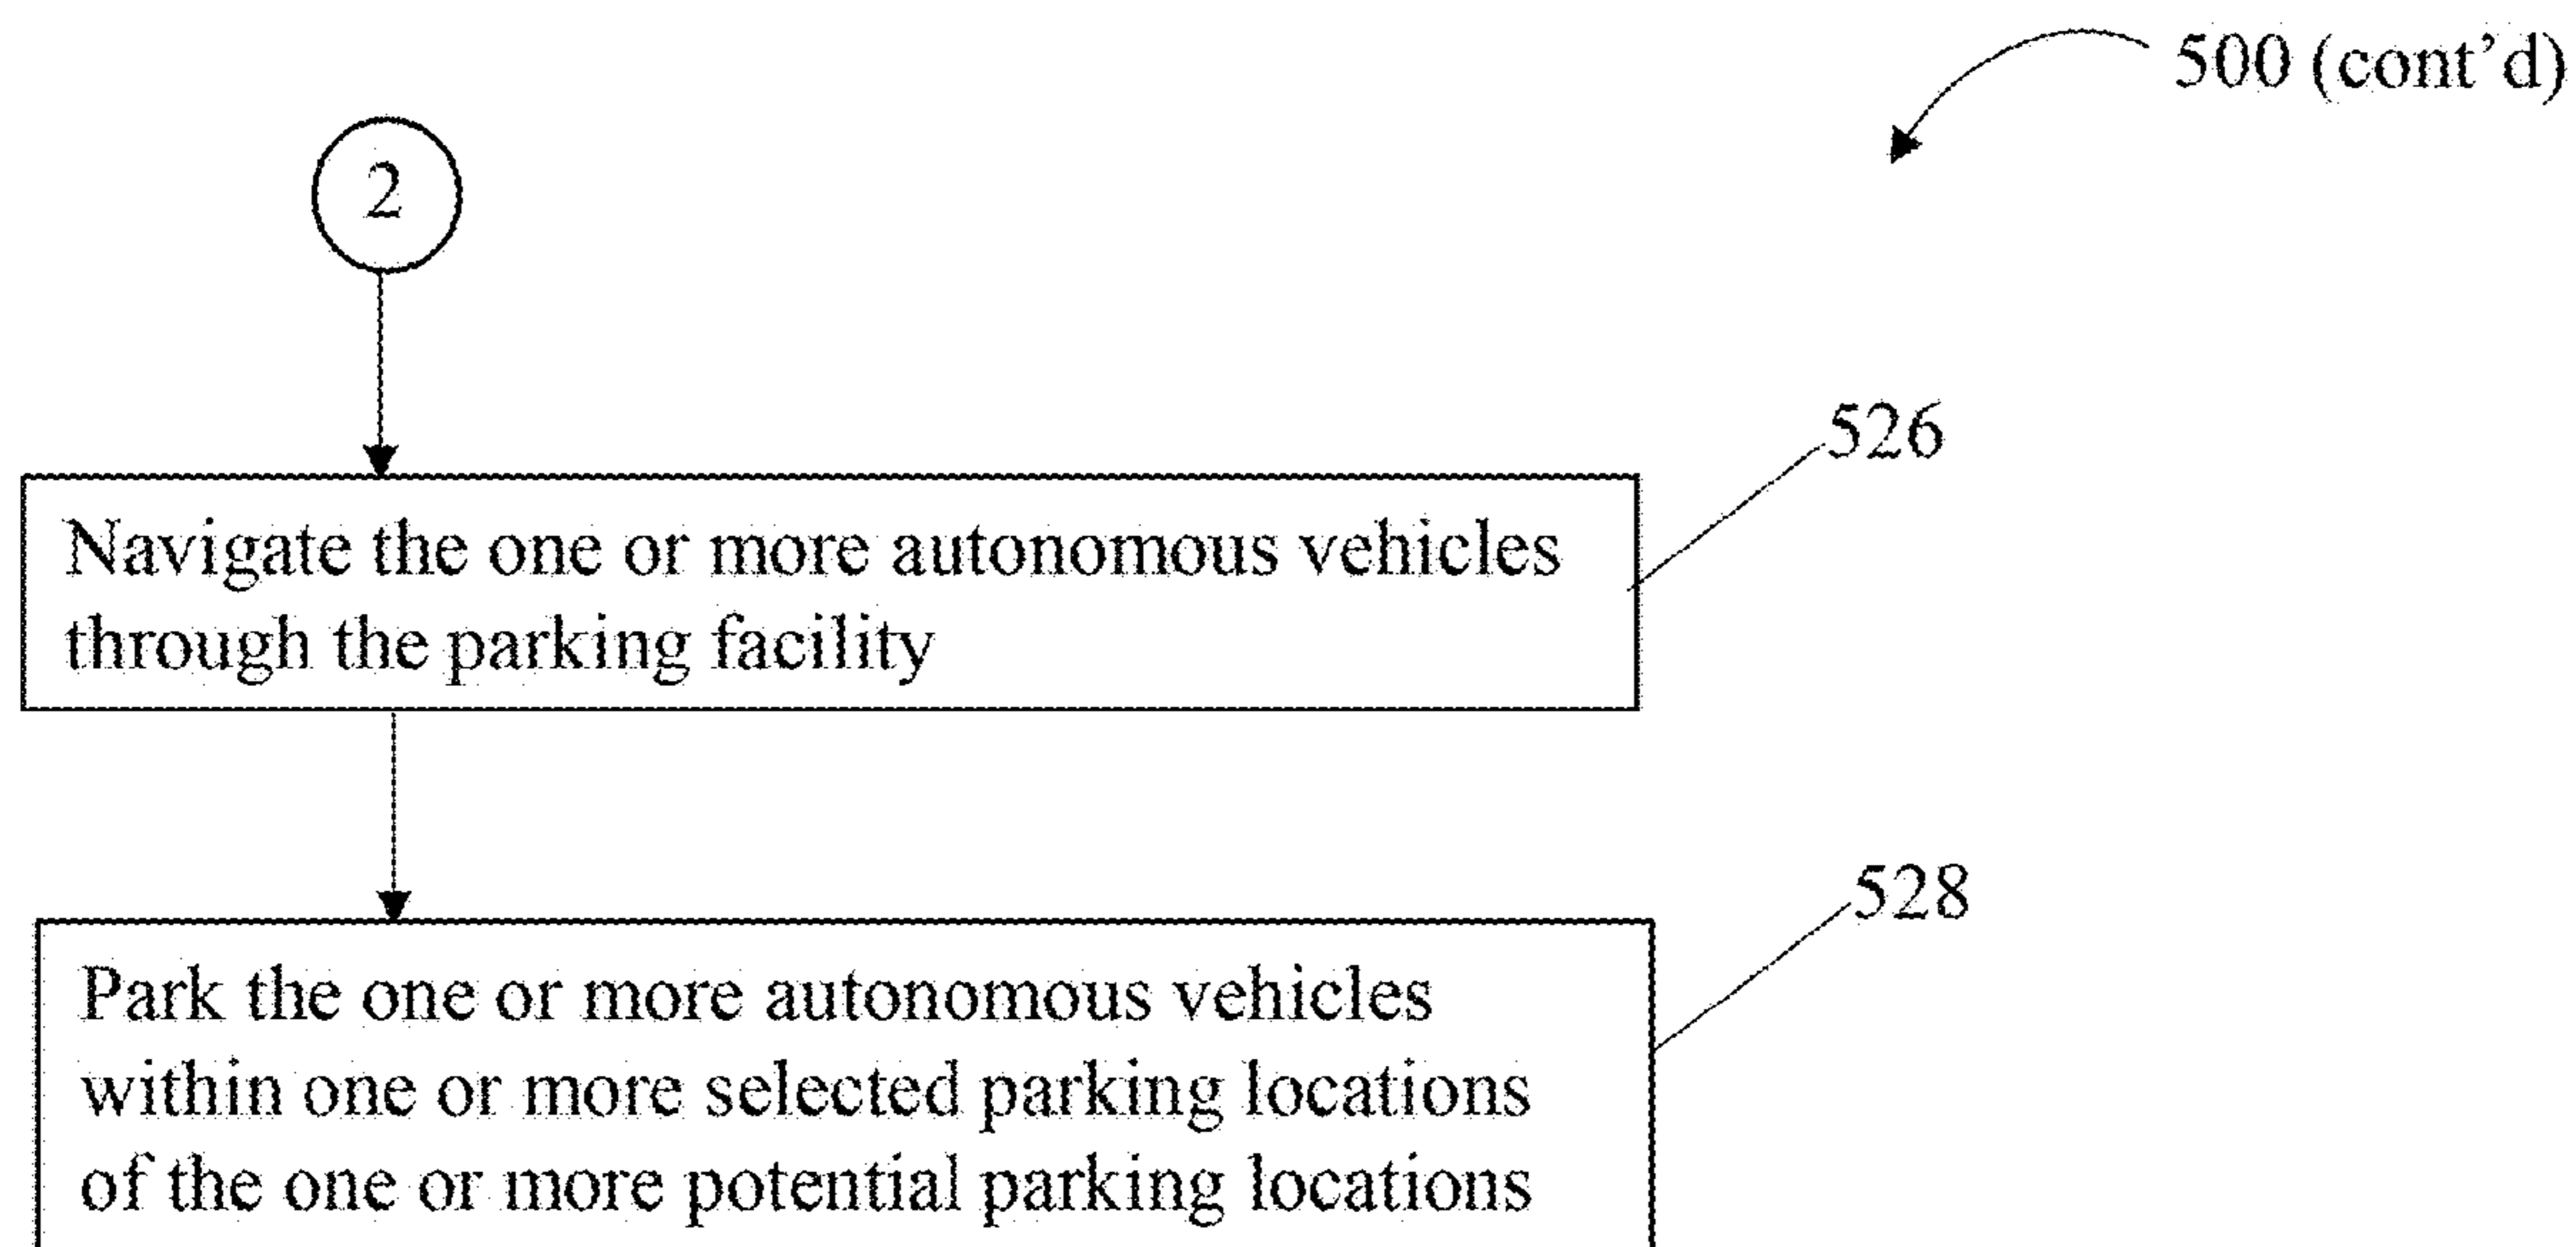 500 (cont’d)
2
526
Navigate the one or more autonomous vehicles
through the parking facility
528
Park the one or more autonomous vehicles
within one or more selected parking locations
of the one or more potential parking locations